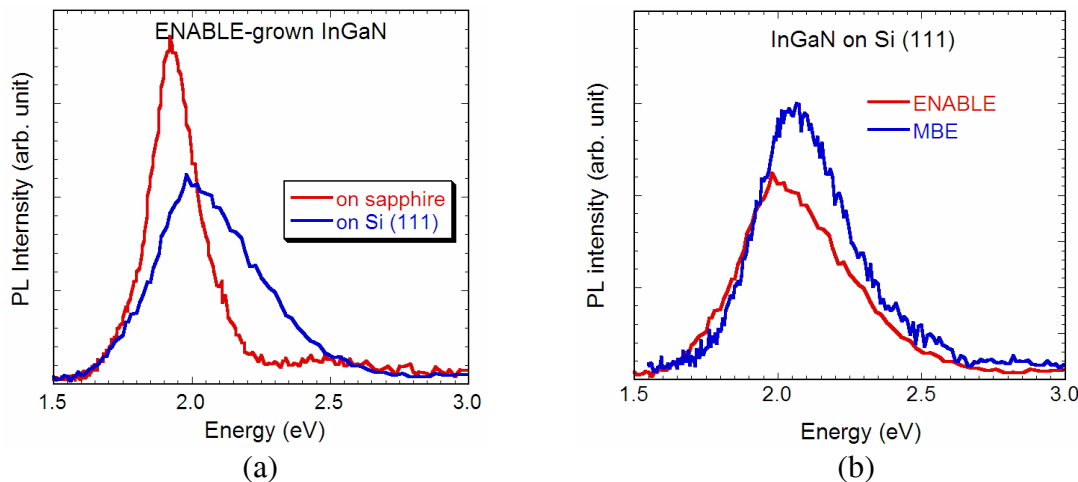 ENABLE-grown InGaN
PL Intensity (arb. unit)
on sapphire
on Si (111)
1.5 2.0 2.5 3.0
Energy (eV)
(a)
InGaN on Si (111)
PL intensity (arb. unit)
ENABLE
MBE
1.5 2.0 2.5 3.0
Energy (eV)
(b)